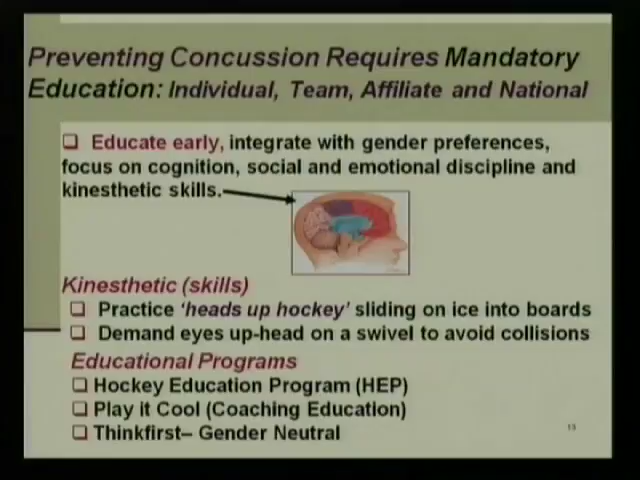 Preventing Concussion Requires Mandatory
Education: Individual, Team, Affiliate and National
❑ Educate early, integrate with gender preferences,
focus on cognition, social and emotional discipline and
kinesthetic skills.
Kinesthetic (skills)
❑ Practice ‘heads up hockey’ sliding on ice into boards
❑ Demand eyes up-head on a swivel to avoid collisions
Educational Programs
❑ Hockey Education Program (HEP)
❑ Play it Cool (Coaching Education)
❑ Thinkfirst– Gender Neutral